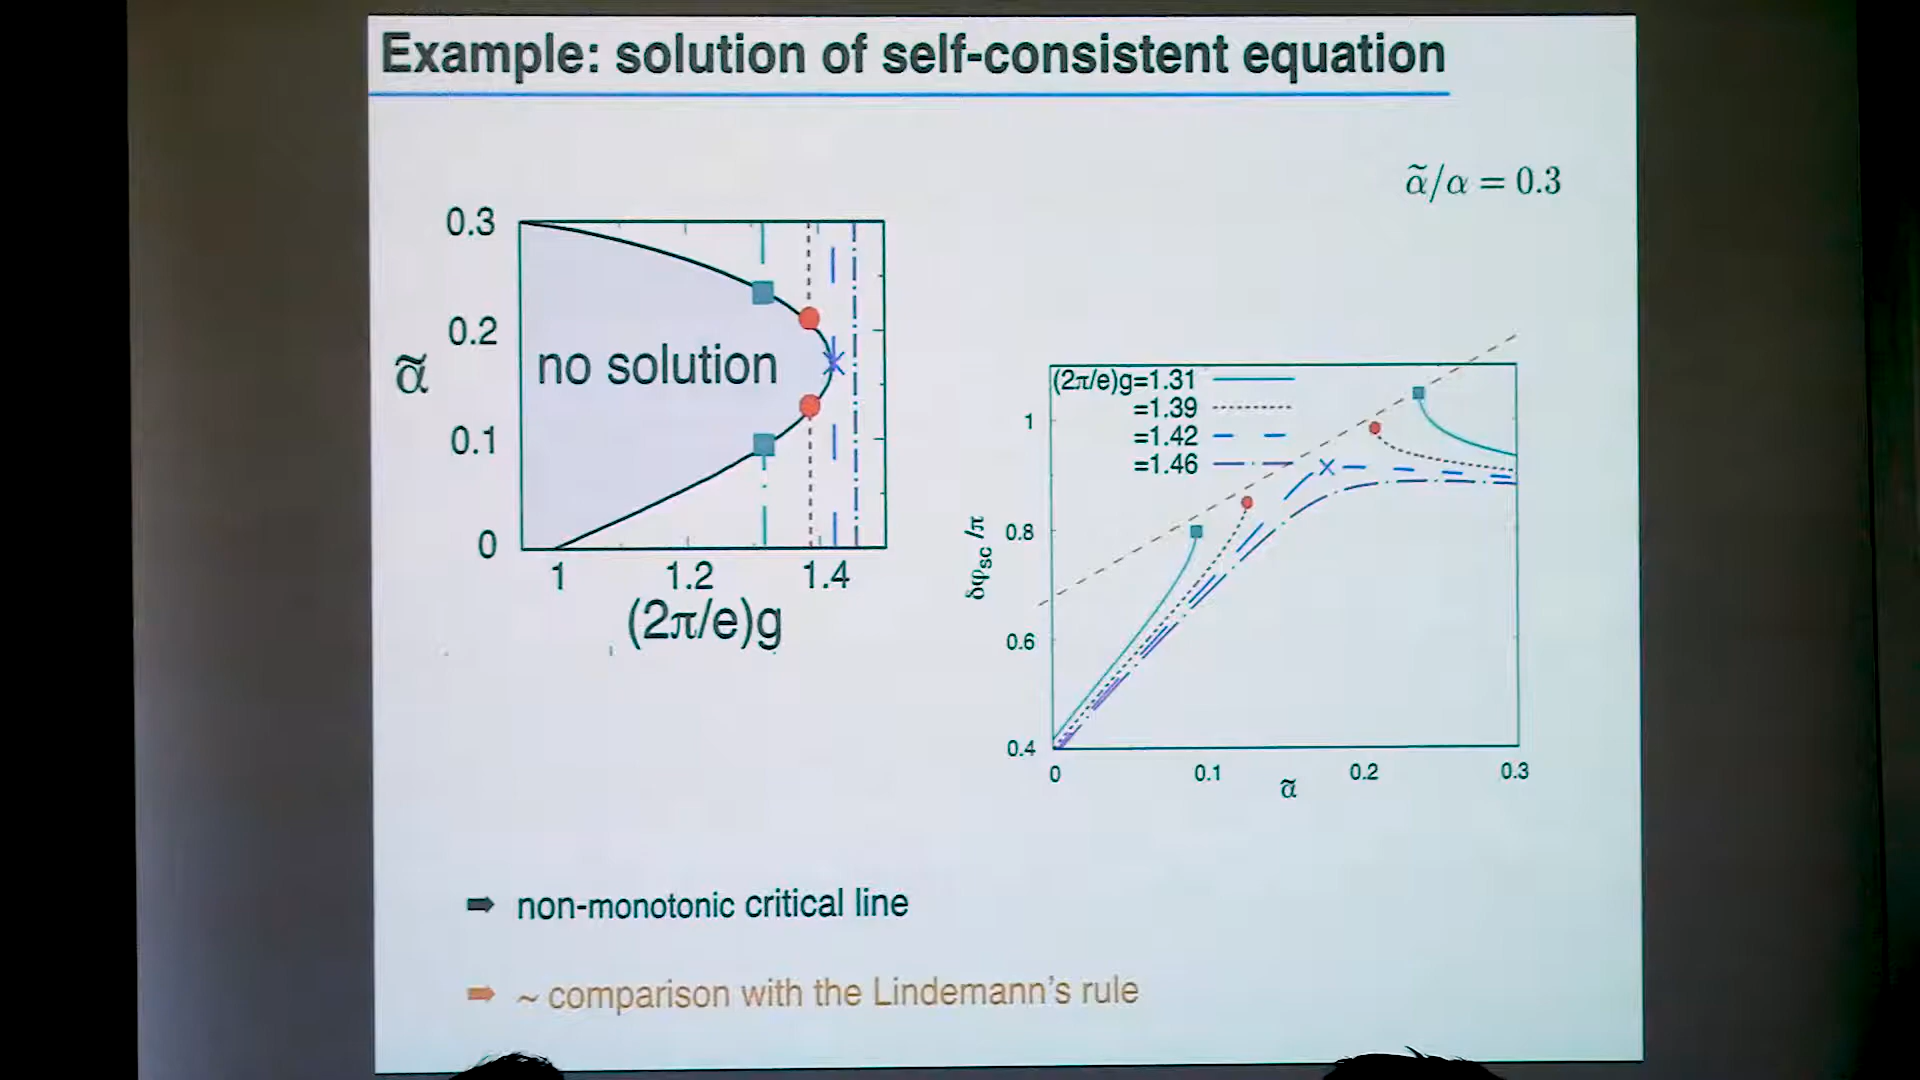 Example: solution of self-consistent equation
α̃/α = 0.3
0.3
0.2
0.1
0
α̃
no solution
1 1.2 1.4
(2π/e)g
(2π/e)g=1.31
=1.39
=1.42
=1.46
1
0.8
0.6
0.4
δφsc /π
0 0.1 0.2 0.3
α̃
➡ non-monotonic critical line
➡ ~ comparison with the Lindemann's rule